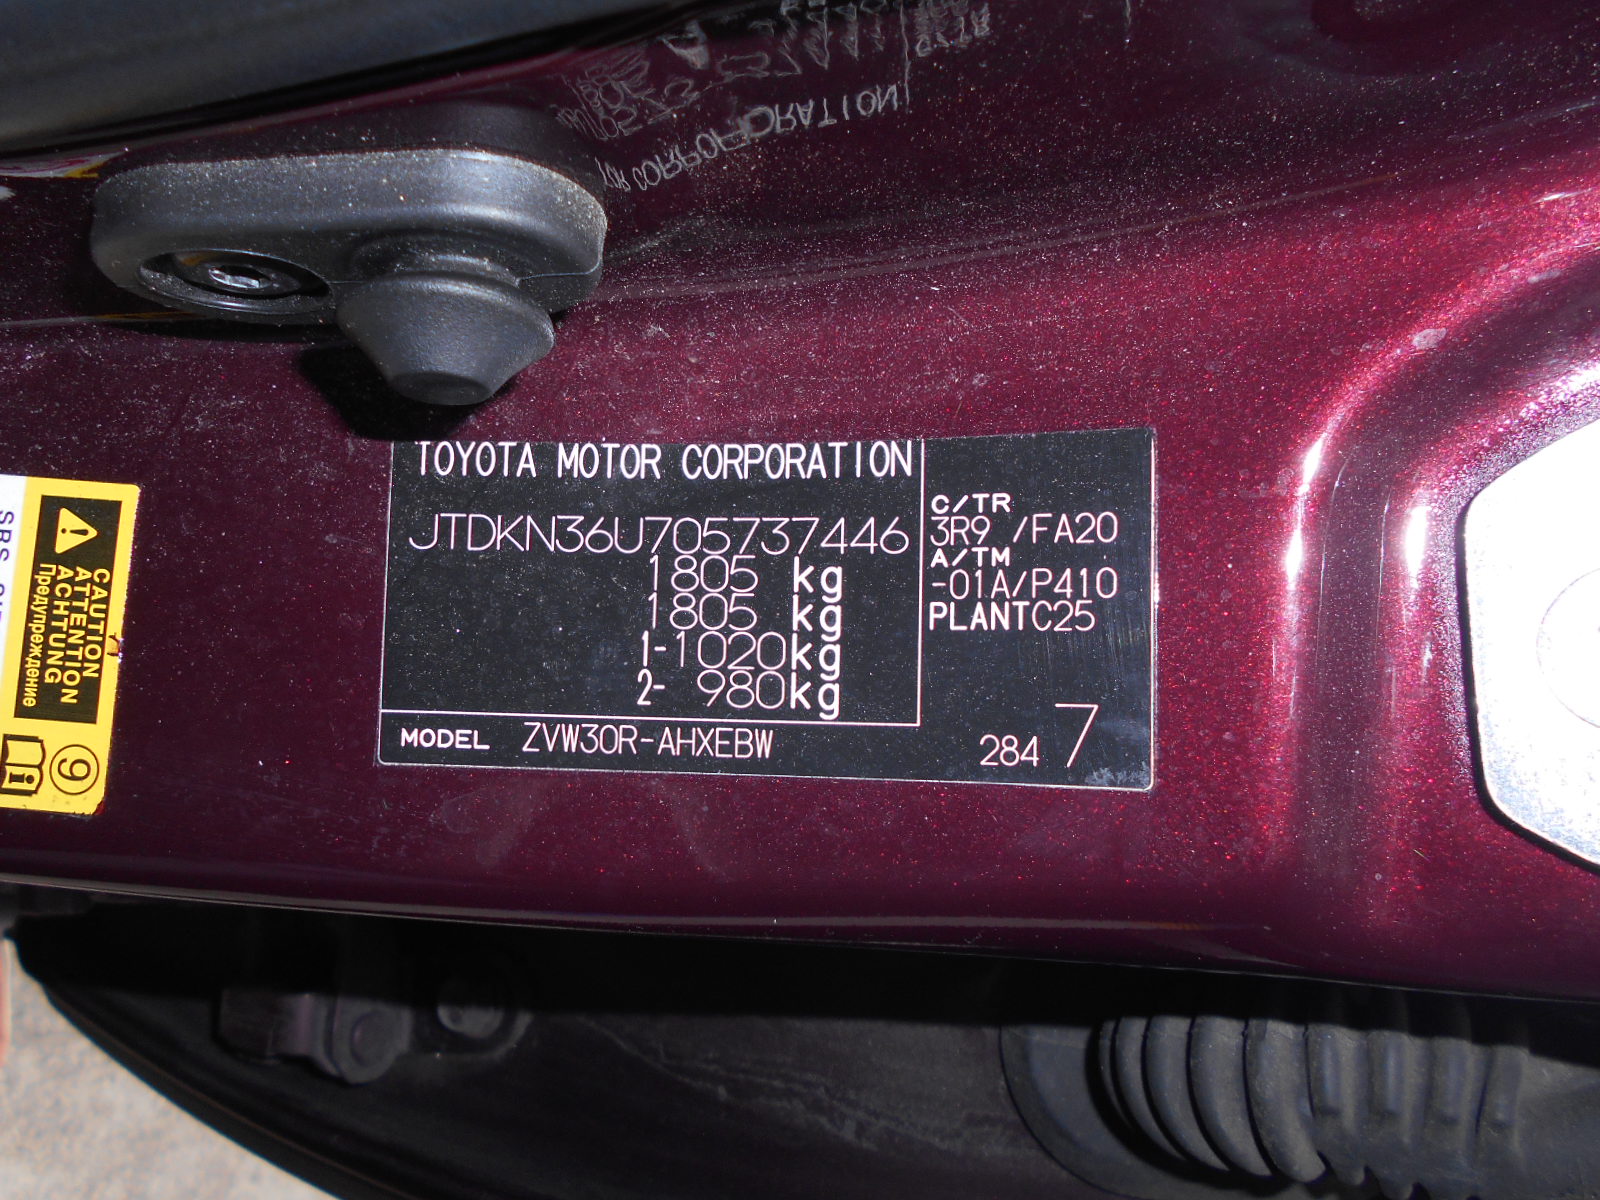 TOYOTA MOTOR CORPORATION
JTDKN36U705737446
1805 kg
1805 kg
1-1020kg
2- 980kg
C/TR
3R9 /FA20
A/TM
-01A/P410
PLANTC25
MODEL ZVW30R-AHXEBW
284 7
CAUTION
ATTENTION
ACHTUNG
Предупреждение
9